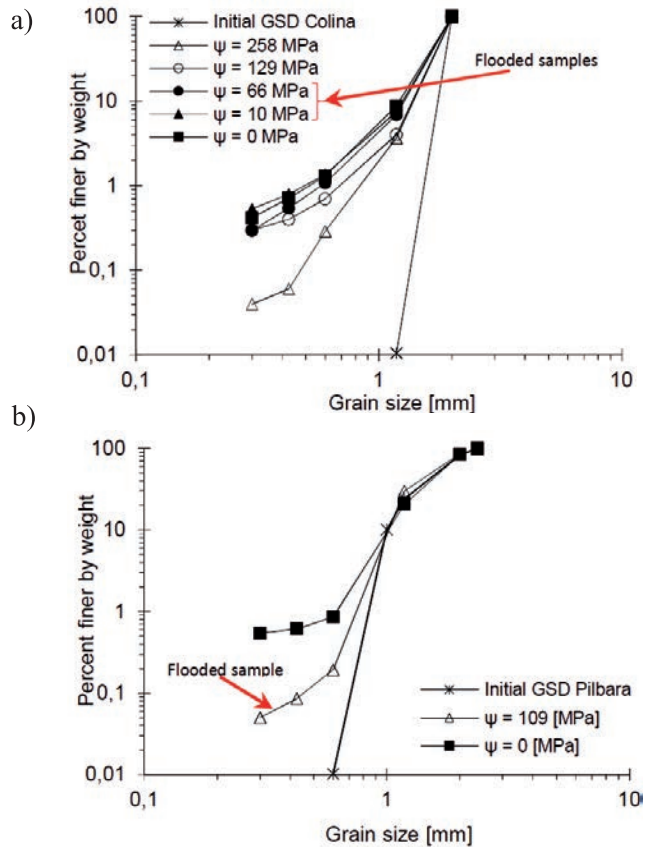 a)
Initial GSD Colina
ψ = 258 MPa
ψ = 129 MPa
ψ = 66 MPa
ψ = 10 MPa
ψ = 0 MPa
Flooded samples
Percet finer by weight
100
10
1
0,1
0,01
0,1
1
10
Grain size [mm]
b)
Percent finer by weight
100
10
1
0,1
0,01
Flooded sample
Initial GSD Pilbara
ψ = 109 [MPa]
ψ = 0 [MPa]
0,1
1
10
Grain size [mm]